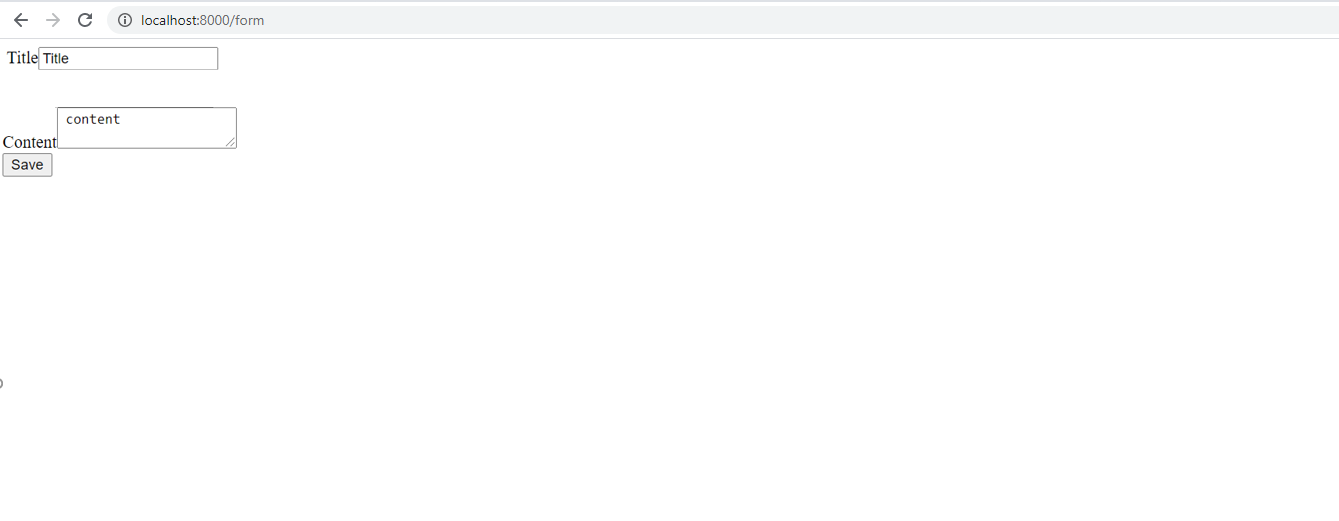 localhost:8000/form
Title Title
content
Content
Save